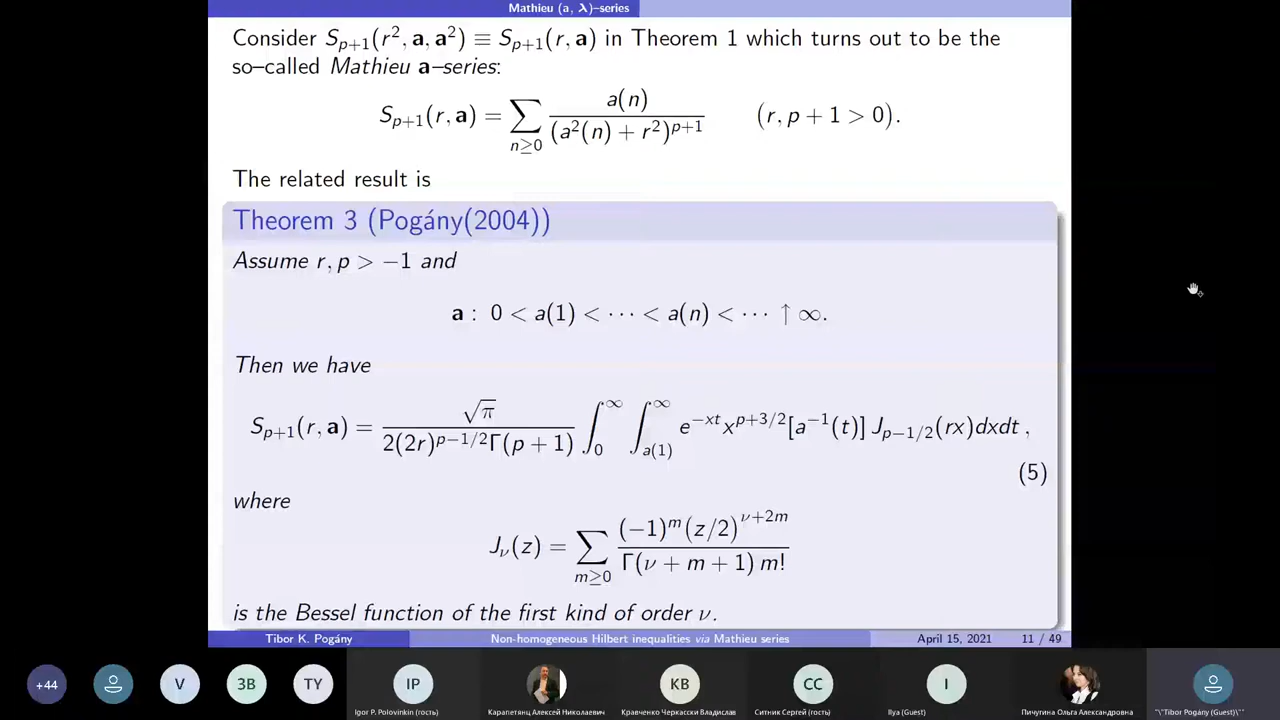 Mathieu (a, λ)–series
Consider S_{p+1}(r², a, a²) ≡ S_{p+1}(r, a) in Theorem 1 which turns out to be the
so–called Mathieu a–series:
S_{p+1}(r, a) = ∑_{n≥0} a(n) / (a²(n) + r²)^{p+1} (r, p + 1 > 0).
The related result is
Theorem 3 (Pogány(2004))
Assume r, p > −1 and
a : 0 < a(1) < ··· < a(n) < ··· ↑ ∞.
Then we have
S_{p+1}(r, a) = √π / 2(2r)^{p−1/2}Γ(p + 1) ∫_0^∞ ∫_{a(1)}^∞ e^{−xt} x^{p+3/2} [a^{−1}(t)] J_{p−1/2}(rx)dxdt ,
(5)
where
J_ν(z) = ∑_{m≥0} (−1)^m (z/2)^{ν+2m} / Γ(ν + m + 1) m!
is the Bessel function of the first kind of order ν.
Tibor K. Pogány Non-homogeneous Hilbert inequalities via Mathieu series April 15, 2021 11 / 49
+44 V ЗВ TY IP КВ СС I
Igor P. Polovinkin (гость) Карапетянц Алексей Николаевич Кравченко Черкасски Владислав Ситник Сергей (гость) Ilya (Guest) Пичугина Ольга Александровна "\"Tibor Pogány (Guest)\""